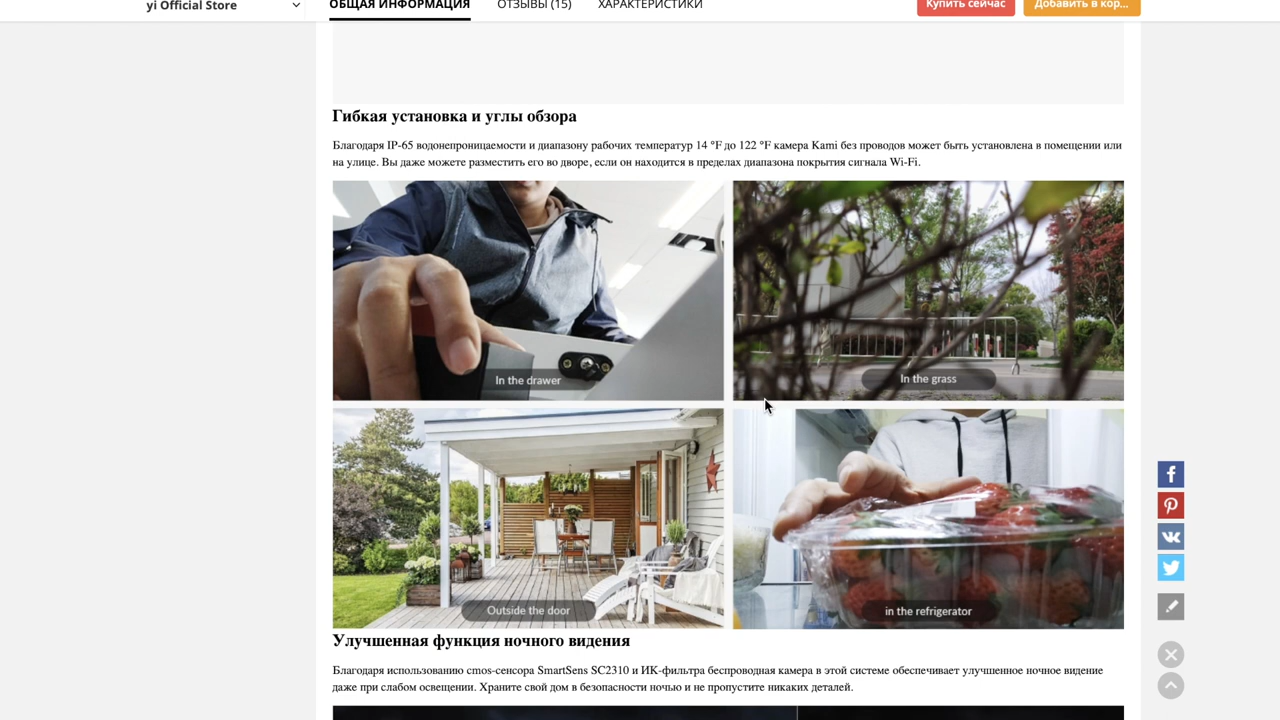 yi Official Store
ОБЩАЯ ИНФОРМАЦИЯ
ОТЗЫВЫ (15)
ХАРАКТЕРИСТИКИ
Купить сейчас
Добавить в кор...
Гибкая установка и углы обзора
Благодаря IP-65 водонепроницаемости и диапазону рабочих температур 14 °F до 122 °F камера Kami без проводов может быть установлена в помещении или
на улице. Вы даже можете разместить его во дворе, если он находится в пределах диапазона покрытия сигнала Wi-Fi.
In the drawer
In the grass
Outside the door
in the refrigerator
Улучшенная функция ночного видения
Благодаря использованию cmos-сенсора SmartSens SC2310 и ИК-фильтра беспроводная камера в этой системе обеспечивает улучшенное ночное видение
даже при слабом освещении. Храните свой дом в безопасности ночью и не пропустите никаких деталей.